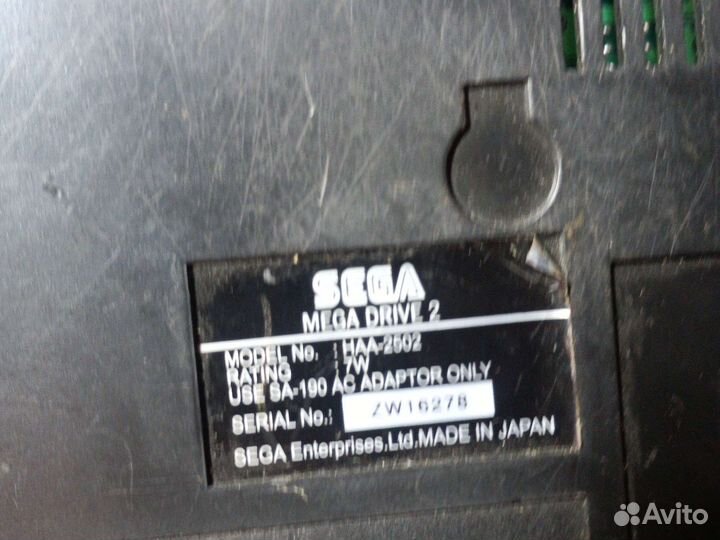 SEGA
MEGA DRIVE 2
MODEL No. : HAA-2502
RATING : 7W
USE SA-190 AC ADAPTOR ONLY
SERIAL No.: ZW16278
SEGA Enterprises.Ltd.MADE IN JAPAN
Avito